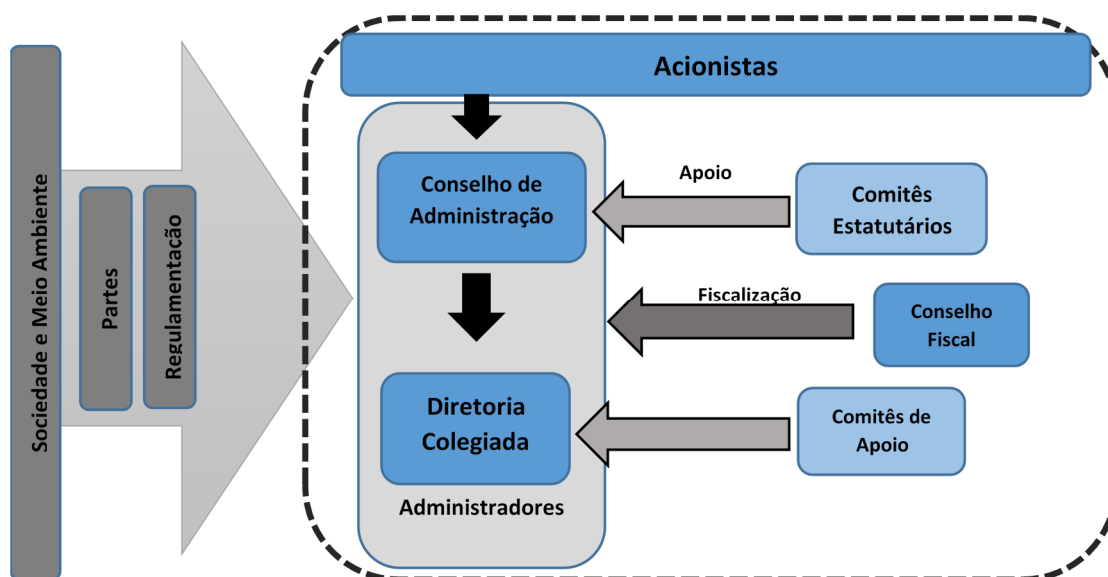 Acionistas
Sociedade e Meio Ambiente
Partes
Regulamentação
Conselho de
Administração
Apoio
Comitês
Estatutários
Fiscalização
Conselho
Fiscal
Diretoria
Colegiada
Comitês de
Apoio
Administradores